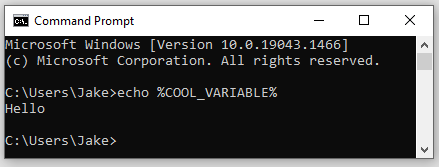 Command Prompt
Microsoft Windows [Version 10.0.19043.1466]
(c) Microsoft Corporation. All rights reserved.
C:\Users\Jake>echo %COOL_VARIABLE%
Hello
C:\Users\Jake>